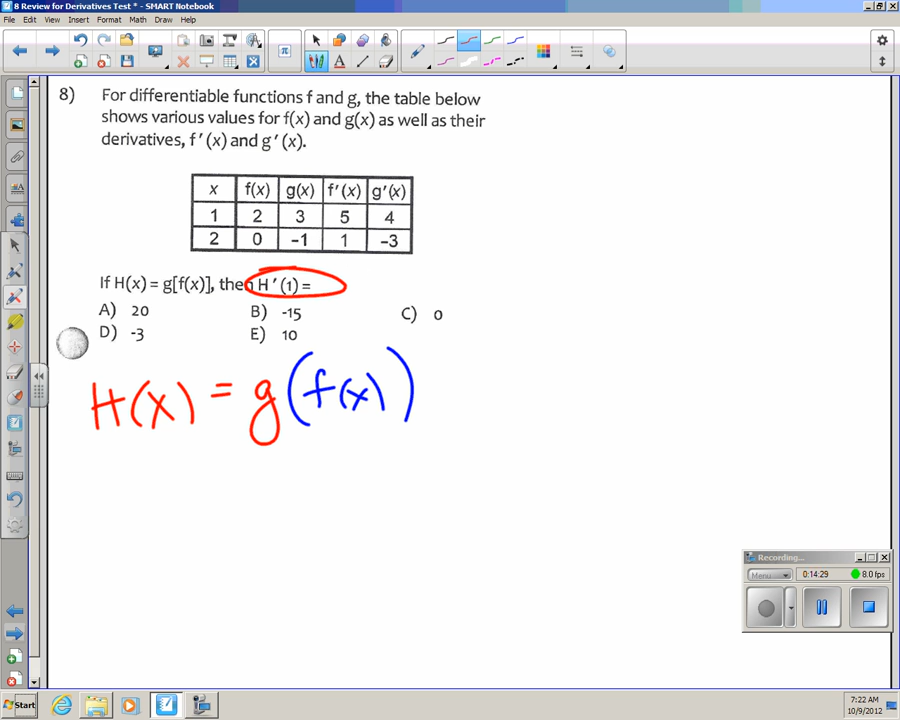 8 Review for Derivatives Test * - SMART Notebook
File Edit View Insert Format Math Draw Help
8) For differentiable functions f and g, the table below
shows various values for f(x) and g(x) as well as their
derivatives, f′(x) and g′(x).
x f(x) g(x) f′(x) g′(x)
1 2 3 5 4
2 0 -1 1 -3
If H(x) = g[f(x)], then H′(1) =
A) 20 B) -15 C) 0
D) -3 E) 10
H(x) = g(f(x))
Recording...
Menu 0:14:29 8.0 fps
Start 7:22 AM
10/9/2012